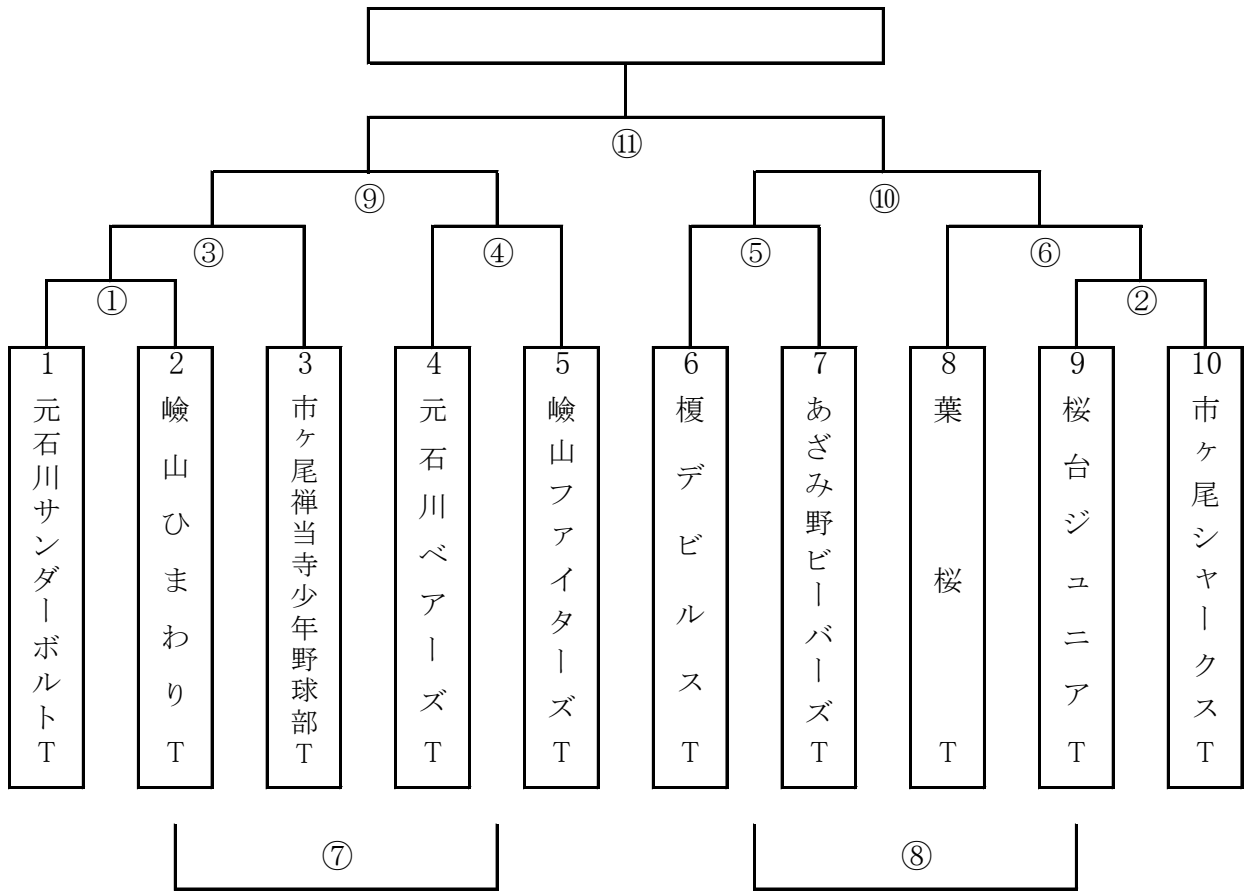 ⑪
⑨
⑩
③
④
⑤
⑥
①
②
1 元石川サンダーボルトT
2 嶮山ひまわりT
3 市ヶ尾禅当寺少年野球部T
4 元石川ベアーズT
5 嶮山ファイターズT
6 榎デビルスT
7 あざみ野ビーバーズT
8 葉桜T
9 桜台ジュニアT
10 市ヶ尾シャークスT
⑦
⑧